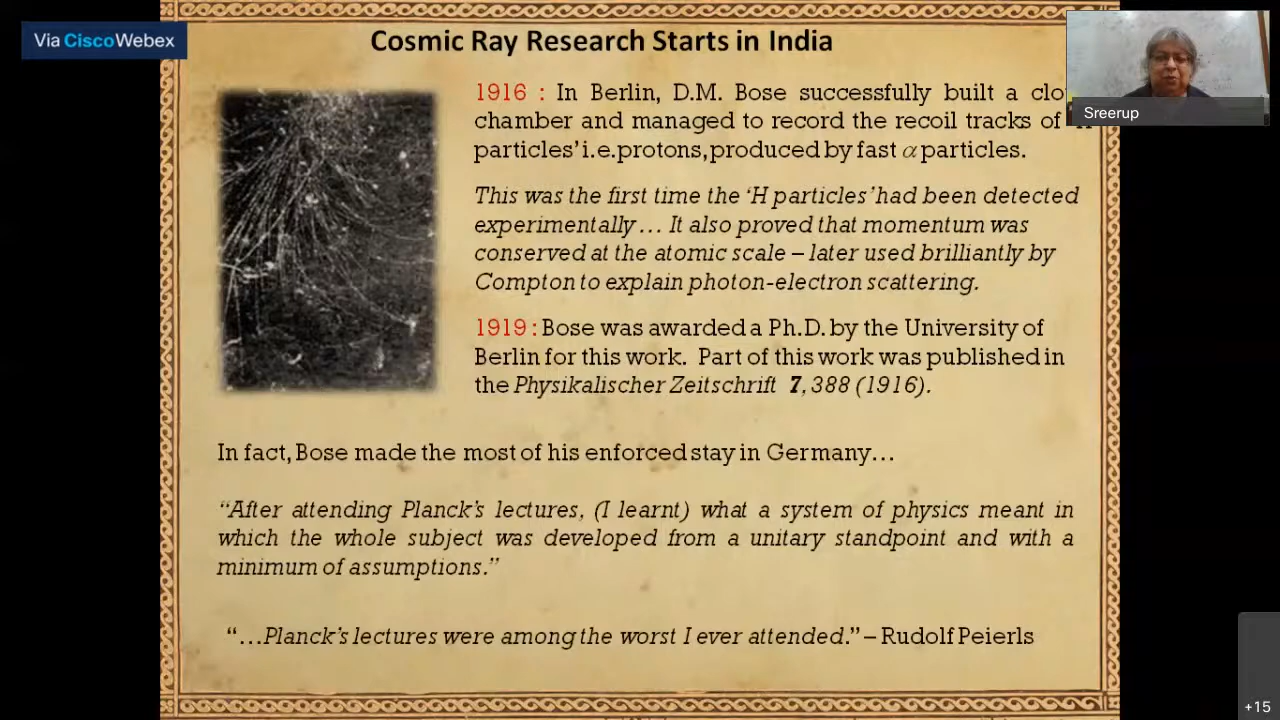 Via CiscoWebex
Cosmic Ray Research Starts in India
Sreerup
1916 : In Berlin, D.M. Bose successfully built a
chamber and managed to record the recoil tracks of
particles' i.e.protons,produced by fast α particles.
This was the first time the 'H particles'had been detected
experimentally… It also proved that momentum was
conserved at the atomic scale – later used brilliantly by
Compton to explain photon-electron scattering.
1919 : Bose was awarded a Ph.D. by the University of
Berlin for this work. Part of this work was published in
the Physikalischer Zeitschrift 7, 388 (1916).
In fact, Bose made the most of his enforced stay in Germany…
“After attending Planck's lectures, (I learnt) what a system of physics meant in
which the whole subject was developed from a unitary standpoint and with a
minimum of assumptions.”
“…Planck's lectures were among the worst I ever attended.” – Rudolf Peierls
+15